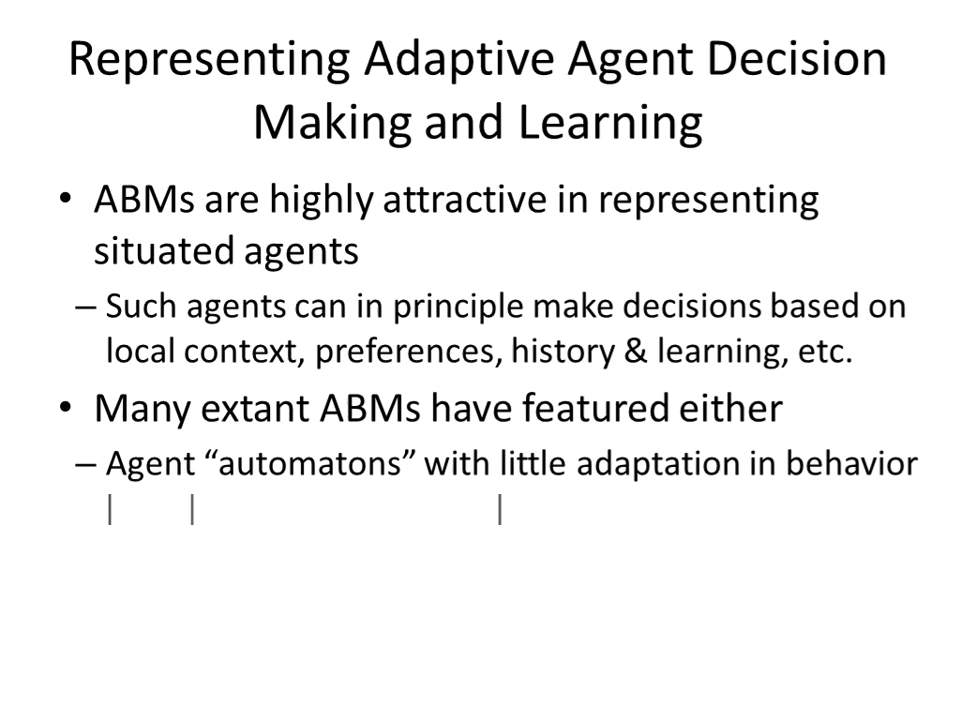 Representing Adaptive Agent Decision
Making and Learning
• ABMs are highly attractive in representing
situated agents
– Such agents can in principle make decisions based on
local context, preferences, history & learning, etc.
• Many extant ABMs have featured either
– Agent “automatons” with little adaptation in behavior